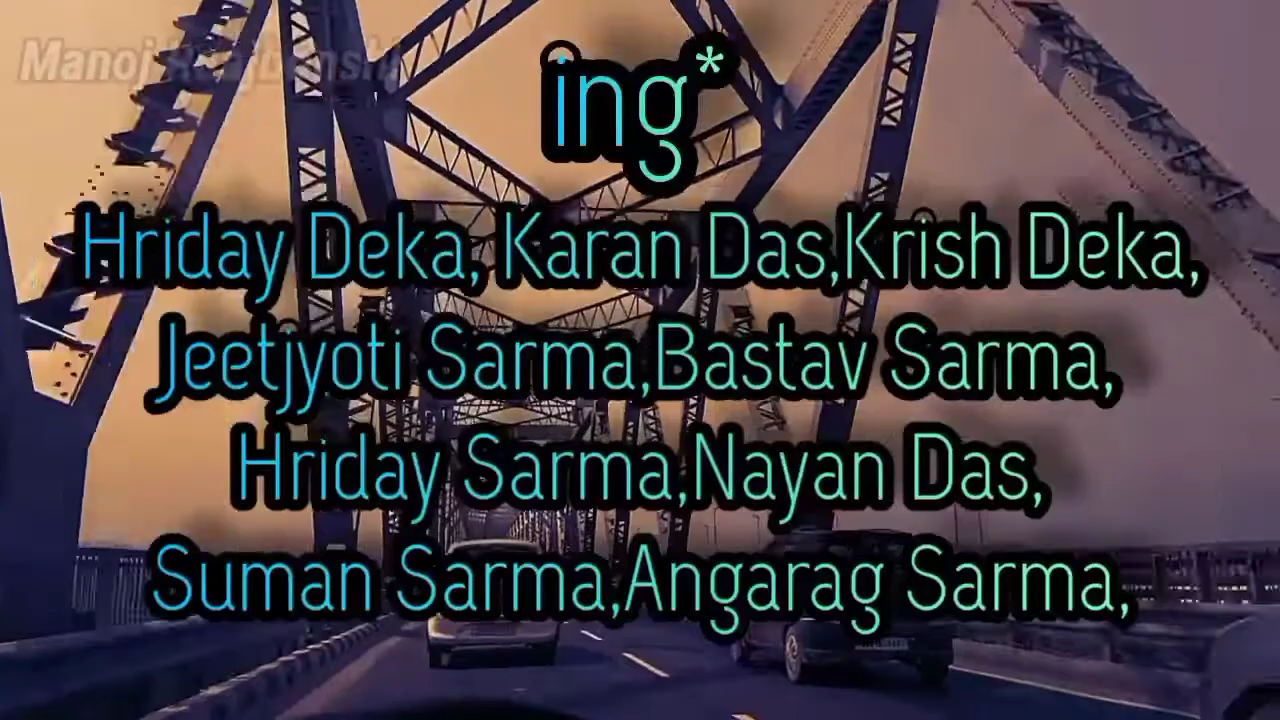 Manoj
ing*
Hriday Deka, Karan Das,Krish Deka,
Jeetjyoti Sarma,Bastav Sarma,
Hriday Sarma,Nayan Das,
Suman Sarma,Angarag Sarma,